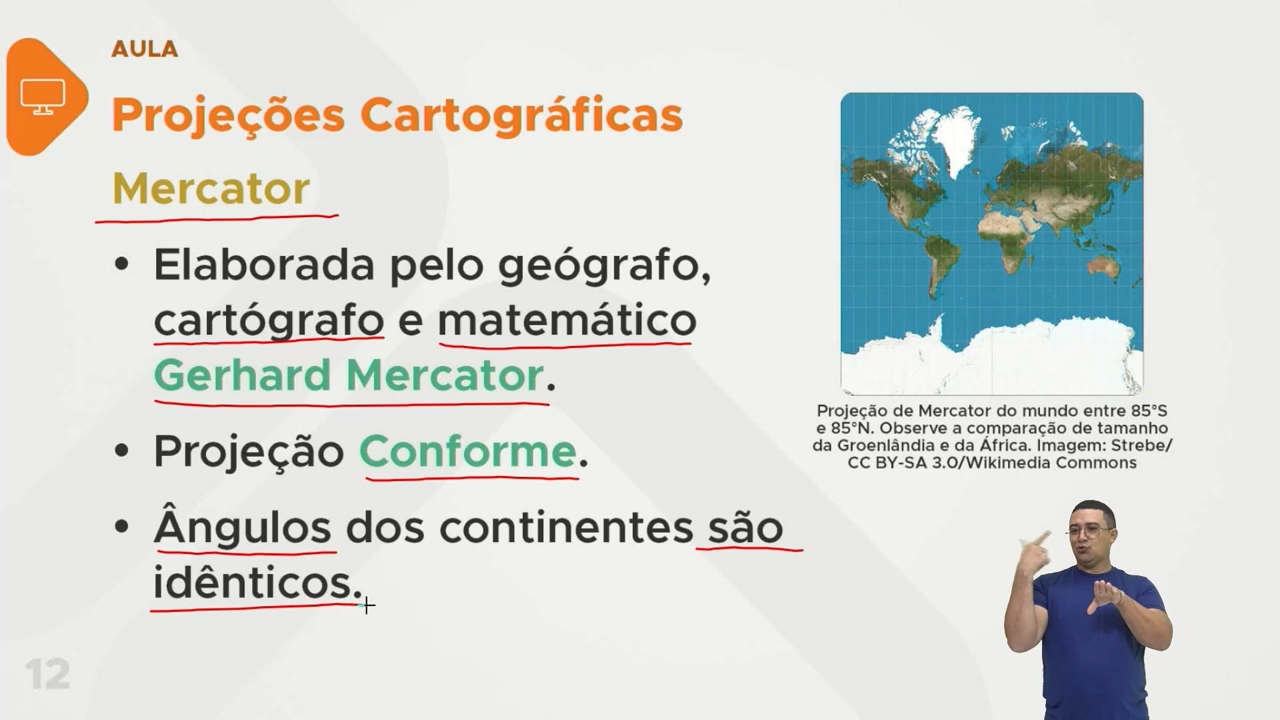 AULA
Projeções Cartográficas
Mercator
• Elaborada pelo geógrafo,
cartógrafo e matemático
Gerhard Mercator.
• Projeção Conforme.
• Ângulos dos continentes são
idênticos.
Projeção de Mercator do mundo entre 85°S
e 85°N. Observe a comparação de tamanho
da Groenlândia e da África. Imagem: Strebe/
CC BY-SA 3.0/Wikimedia Commons
12